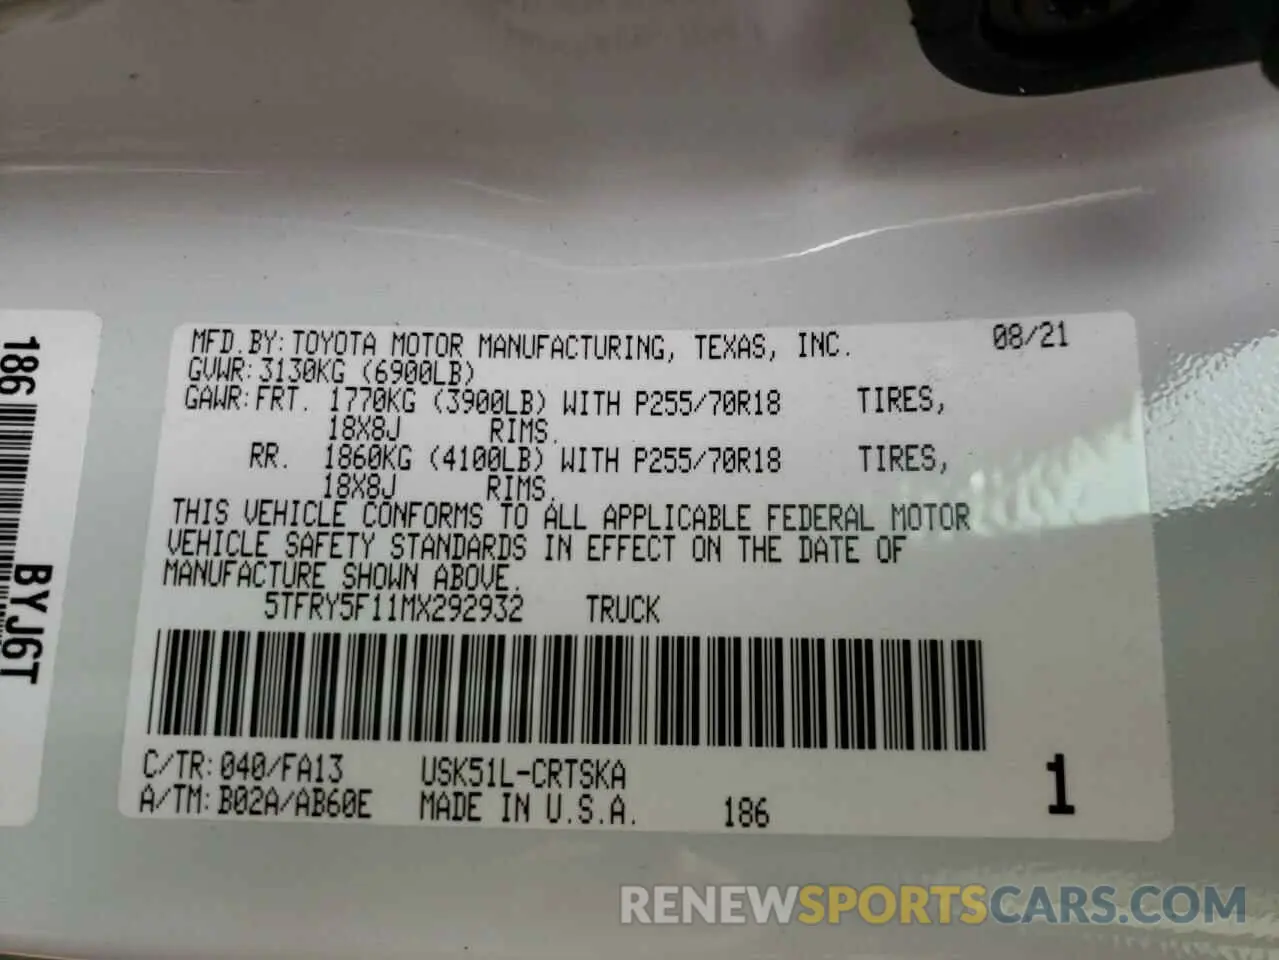 MFD.BY:TOYOTA MOTOR MANUFACTURING, TEXAS, INC. 08/21
GVWR:3130KG (6900LB)
GAWR:FRT. 1770KG (3900LB) WITH P255/70R18 TIRES,
18X8J RIMS.
RR. 1860KG (4100LB) WITH P255/70R18 TIRES,
18X8J RIMS.
THIS VEHICLE CONFORMS TO ALL APPLICABLE FEDERAL MOTOR
VEHICLE SAFETY STANDARDS IN EFFECT ON THE DATE OF
MANUFACTURE SHOWN ABOVE.
5TFRY5F11MX292932 TRUCK
C/TR:040/FA13 USK51L-CRTSKA
A/TM:B02A/AB60E MADE IN U.S.A. 186 1
186
BYJ6T
RENEWSPORTSCARS.COM